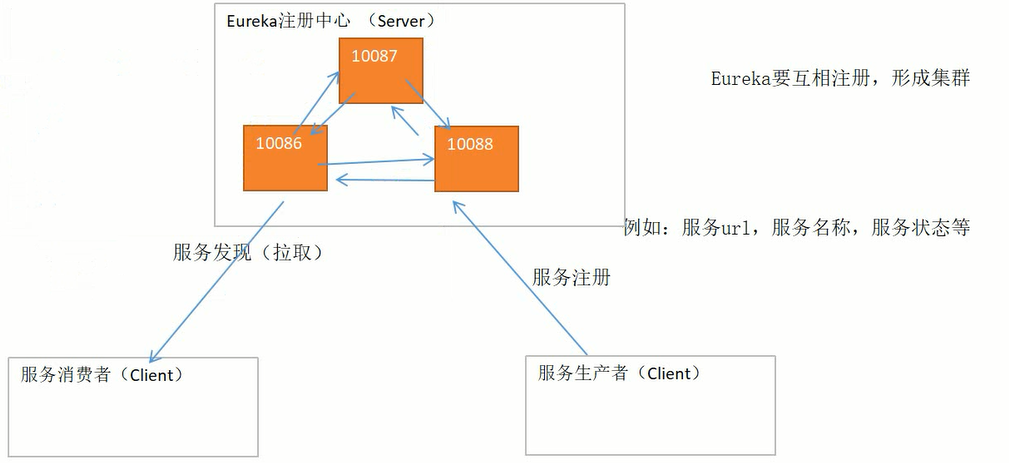 Eureka注册中心 （Server）
10087
Eureka要互相注册，形成集群
10086
10088
例如：服务url，服务名称，服务状态等
服务发现（拉取）
服务注册
服务消费者（Client）
服务生产者（Client）